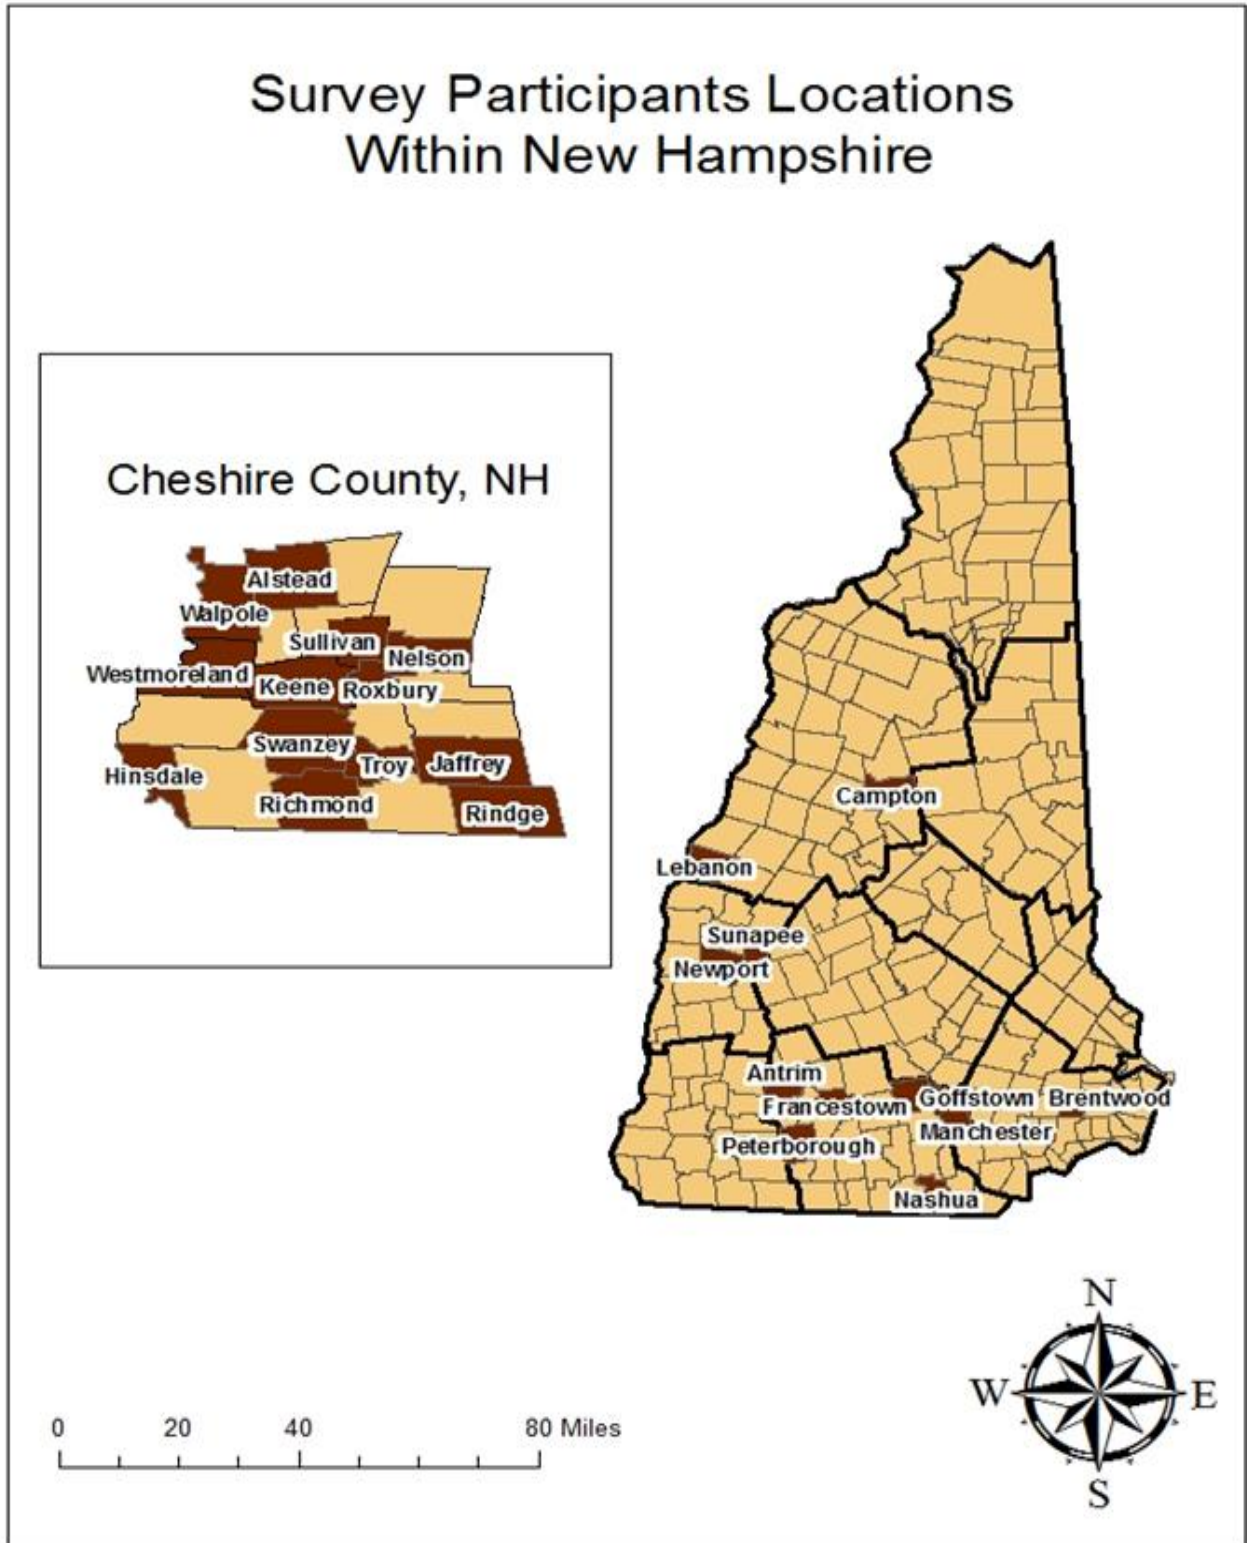 Survey Participants Locations
Within New Hampshire
Cheshire County, NH
Alstead
Walpole
Sullivan
Nelson
Westmoreland
Keene
Roxbury
Swanzey
Troy
Jaffrey
Hinsdale
Richmond
Rindge
Campton
Lebanon
Sunapee
Newport
Antrim
Goffstown
Brentwood
Francestown
Manchester
Peterborough
Nashua
N
W
E
S
0 20 40 80 Miles